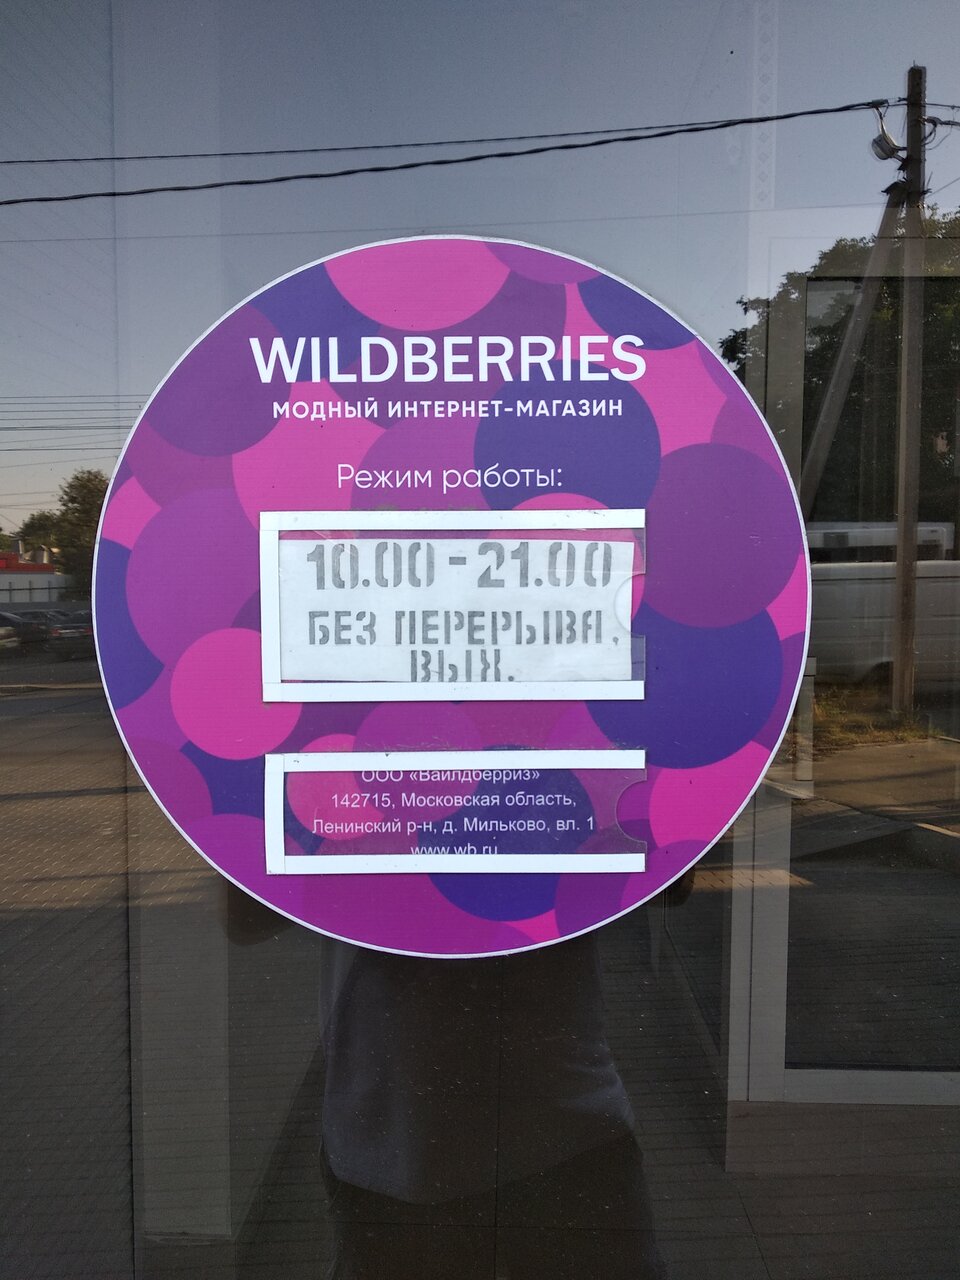 WILDBERRIES
МОДНЫЙ ИНТЕРНЕТ-МАГАЗИН
Режим работы:
10.00-21.00
БЕЗ ПЕРЕРЫВА,
ВЫХ.
ООО «Вайлдберриз»
142715, Московская область,
Ленинский р-н, д. Мильково, вл. 1
www.wb.ru